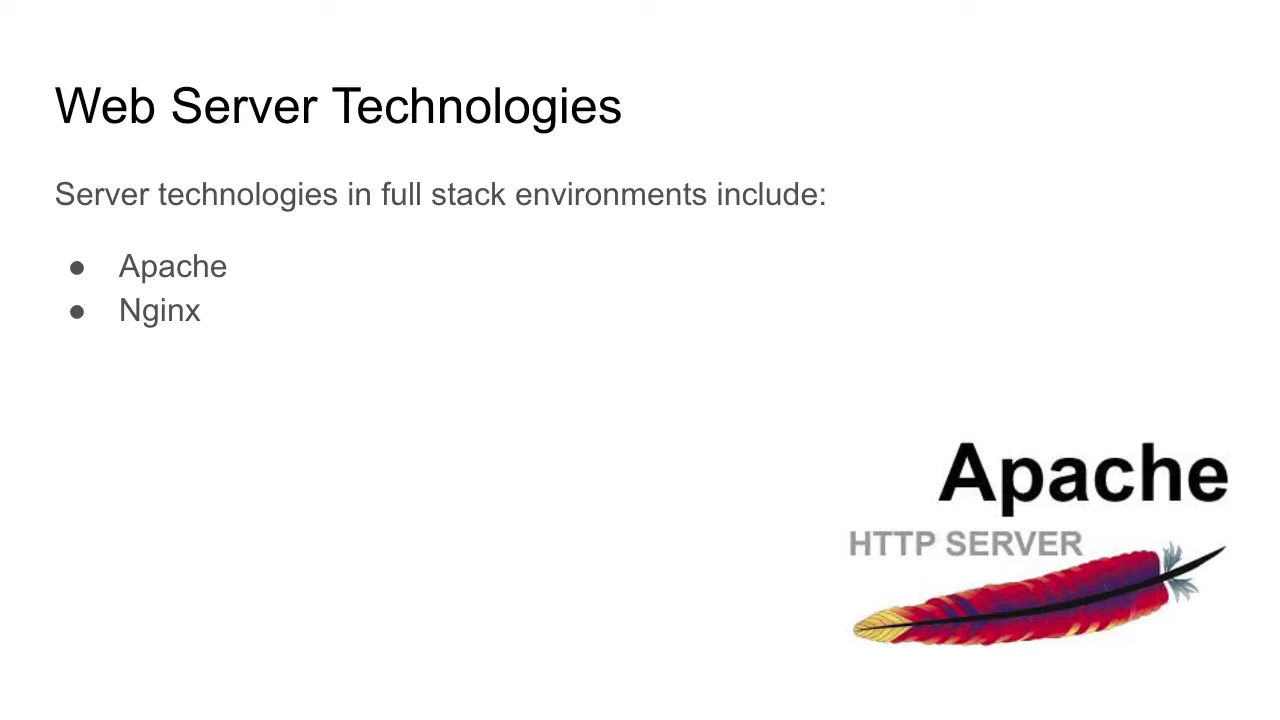 Web Server Technologies
Server technologies in full stack environments include:
● Apache
● Nginx
Apache
HTTP SERVER